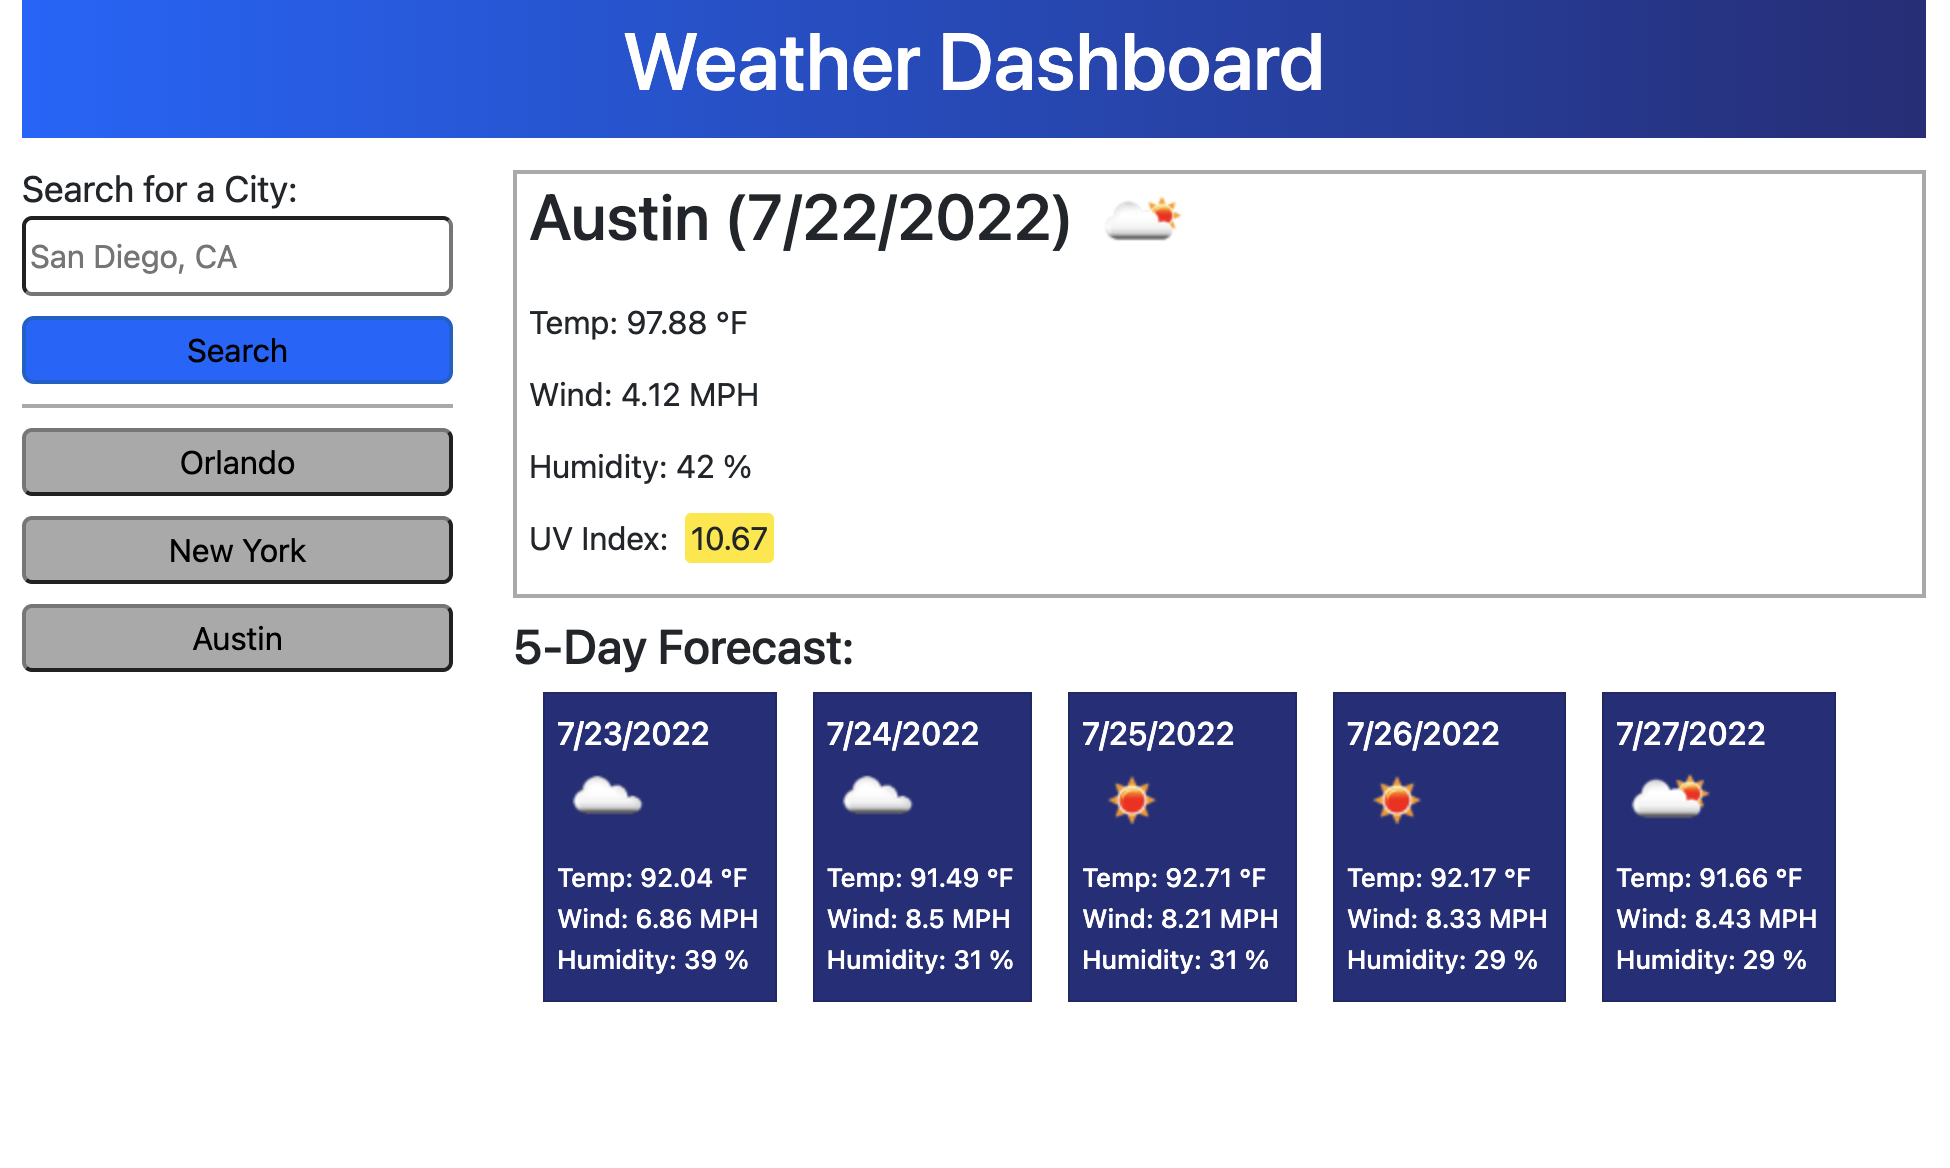 Weather Dashboard
Search for a City:
San Diego, CA
Search
Orlando
New York
Austin
Austin (7/22/2022)
Temp: 97.88 °F
Wind: 4.12 MPH
Humidity: 42 %
UV Index: 10.67
5-Day Forecast:
7/23/2022
Temp: 92.04 °F
Wind: 6.86 MPH
Humidity: 39 %
7/24/2022
Temp: 91.49 °F
Wind: 8.5 MPH
Humidity: 31 %
7/25/2022
Temp: 92.71 °F
Wind: 8.21 MPH
Humidity: 31 %
7/26/2022
Temp: 92.17 °F
Wind: 8.33 MPH
Humidity: 29 %
7/27/2022
Temp: 91.66 °F
Wind: 8.43 MPH
Humidity: 29 %